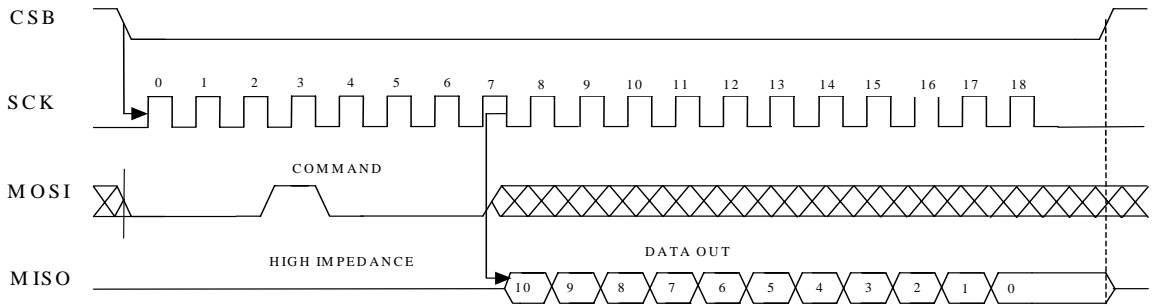 CSB
0 1 2 3 4 5 6 7 8 9 10 11 12 13 14 15 16 17 18
SCK
COMMAND
MOSI
HIGH IMPEDANCE
DATA OUT
MISO
10 9 8 7 6 5 4 3 2 1 0